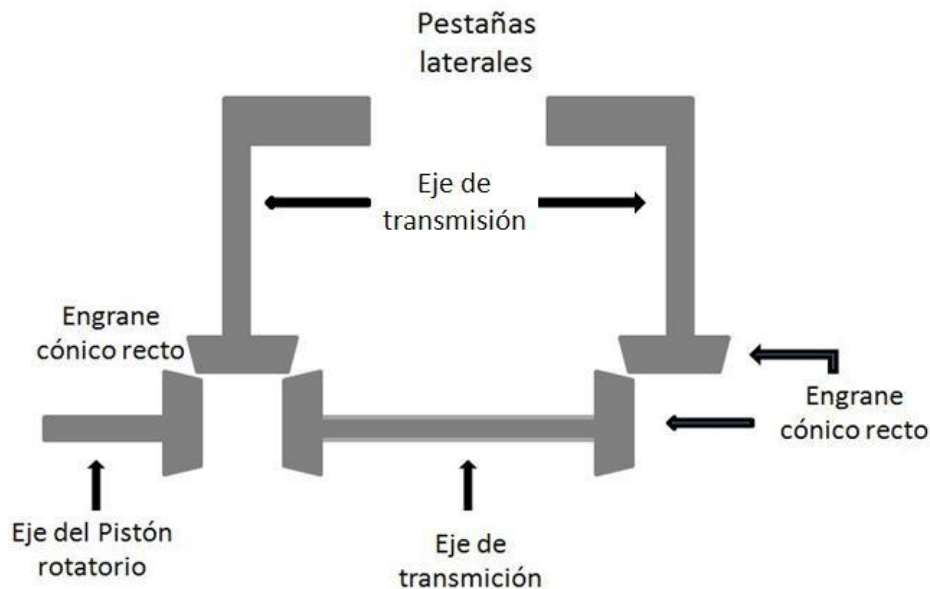 Pestañas
laterales
Eje de
transmisión
Engrane
cónico recto
Engrane
cónico recto
Eje del Pistón
rotatorio
Eje de
transmición